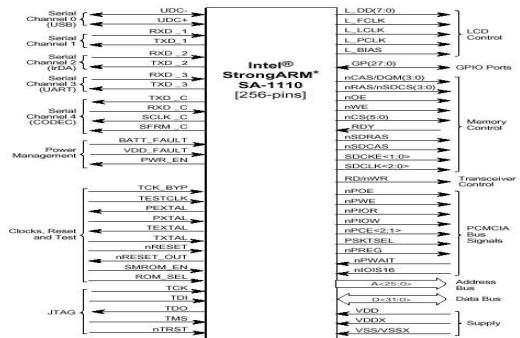 Serial
Channel 0
(USB)
UDC-
UDC+
Serial
Channel 1
RXD_1
TXD_1
Serial
Channel 2
(IrDA)
RXD_2
TXD_2
Serial
Channel 3
(UART)
RXD_3
TXD_3
Serial
Channel 4
(CODEC)
TXD_C
RXD_C
SCLK_C
SFRM_C
Power
Management
BATT_FAULT
VDD_FAULT
PWR_EN
Clocks, Reset
and Test
TCK_BYP
TESTCLK
PEXTAL
PXTAL
TEXTAL
TXTAL
nRESET
nRESET_OUT
SMROM_EN
ROM_SEL
JTAG
TCK
TDI
TDO
TMS
nTRST
Intel®
StrongARM*
SA-1110
[256-pins]
L_DD(7:0)
L_FCLK
L_LCLK
L_PCLK
L_BIAS
LCD
Control
GP(27:0)
GPIO Ports
nCAS/DQM(3:0)
nRAS/nSDCS(3:0)
nOE
nWE
nCS(5:0)
RDY
nSDRAS
nSDCAS
SDCKE<1:0>
SDCLK<2:0>
Memory
Control
RD/nWR
Transceiver
Control
nPOE
nPWE
nPIOR
nPIOW
nPCE<2:1>
PSKTSEL
nPREG
nPWAIT
nIOIS16
PCMCIA
Bus
Signals
A<25:0>
Address
Bus
D<31:0>
Data Bus
VDD
VDDX
VSS/VSSX
Supply